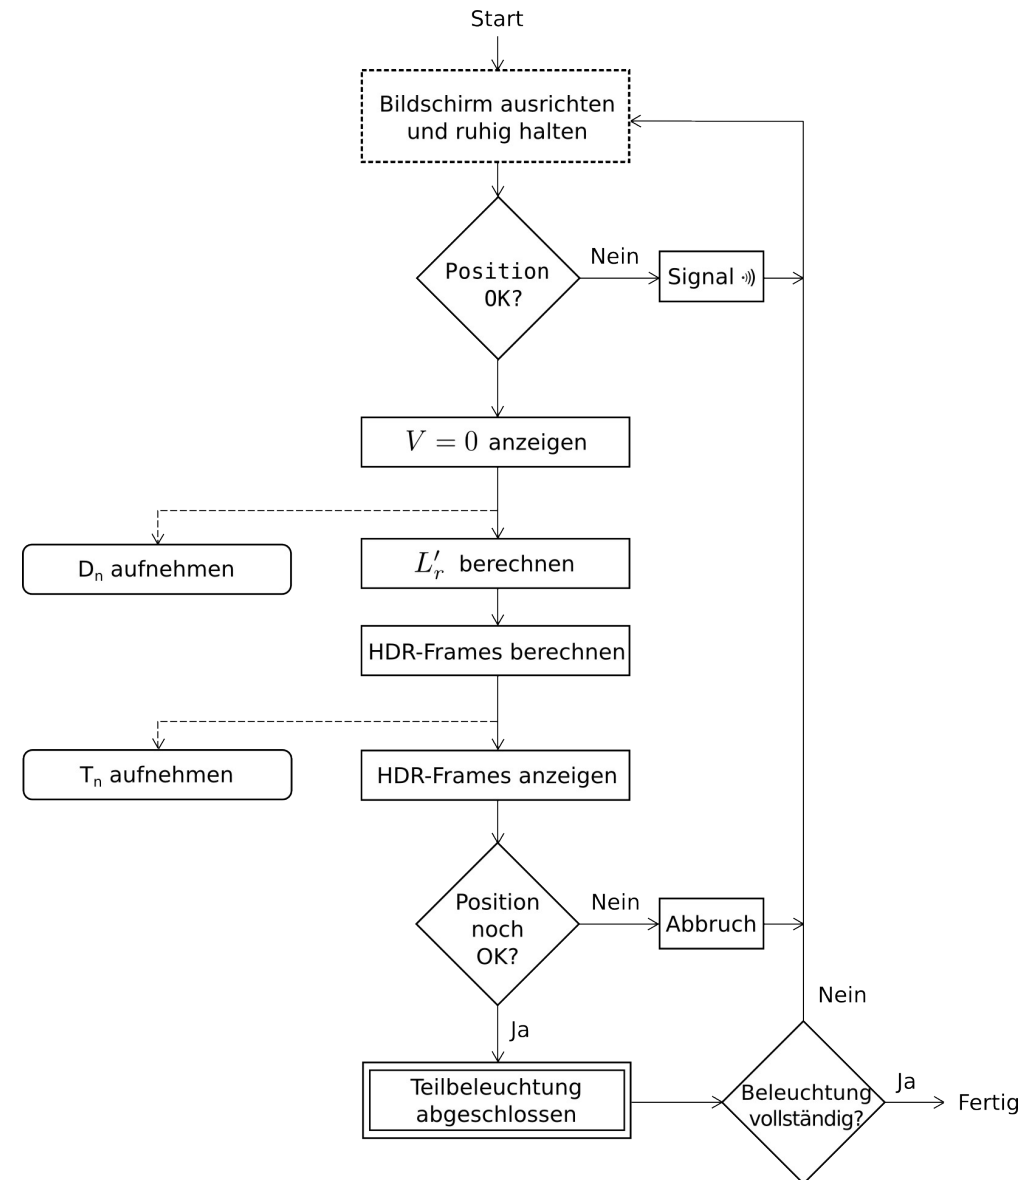 Start
Bildschirm ausrichten
und ruhig halten
Position
OK?
Nein
Signal
V = 0 anzeigen
Dₙ aufnehmen
L′ᵣ berechnen
HDR-Frames berechnen
Tₙ aufnehmen
HDR-Frames anzeigen
Position
noch
OK?
Nein
Abbruch
Nein
Ja
Teilbeleuchtung
abgeschlossen
Beleuchtung
vollständig?
Ja
Fertig